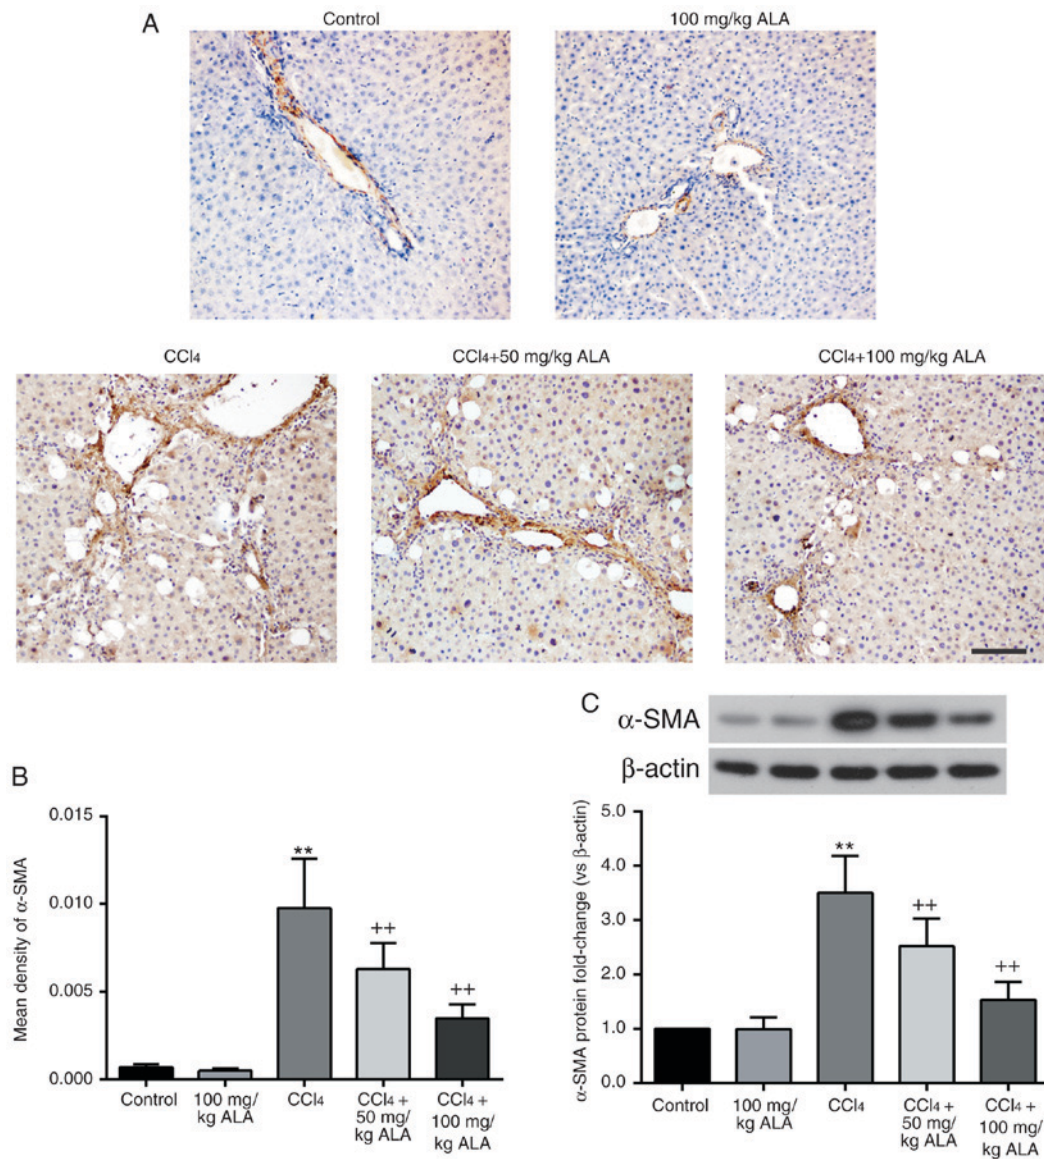 A
Control
100 mg/kg ALA
CCl₄
CCl₄+50 mg/kg ALA
CCl₄+100 mg/kg ALA
B
Mean density of α-SMA
0.015
0.010
0.005
0.000
**
++
++
Control
100 mg/
kg ALA
CCl₄
CCl₄ +
50 mg/
kg ALA
CCl₄ +
100 mg/
kg ALA
C
α-SMA
β-actin
α-SMA protein fold-change (vs β-actin)
5.0
4.0
3.0
2.0
1.0
0.0
**
++
++
Control
100 mg/
kg ALA
CCl₄
CCl₄ +
50 mg/
kg ALA
CCl₄ +
100 mg/
kg ALA